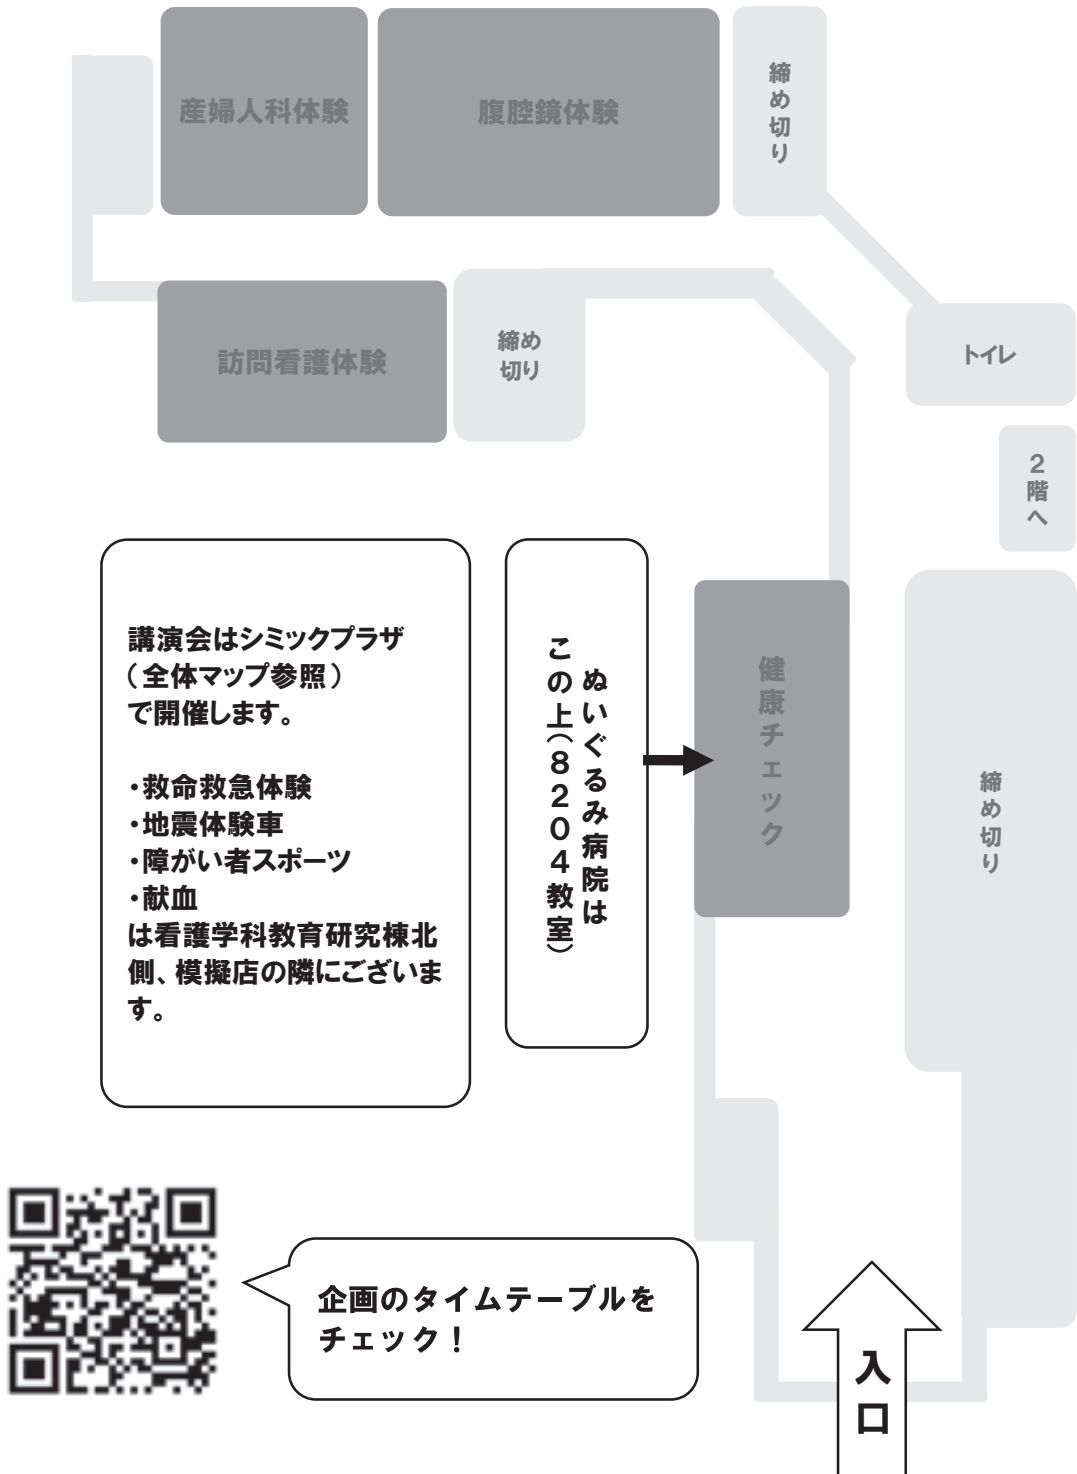 産婦人科体験
腹腔鏡体験
締め切り
訪問看護体験
締め
切り
トイレ
2階へ
講演会はシミックプラザ
（全体マップ参照）
で開催します。
・救命救急体験
・地震体験車
・障がい者スポーツ
・献血
は看護学科教育研究棟北
側、模擬店の隣にございま
す。
ぬいぐるみ病院は
この上（8204教室）
健康チェック
締め切り
企画のタイムテーブルを
チェック！
入口